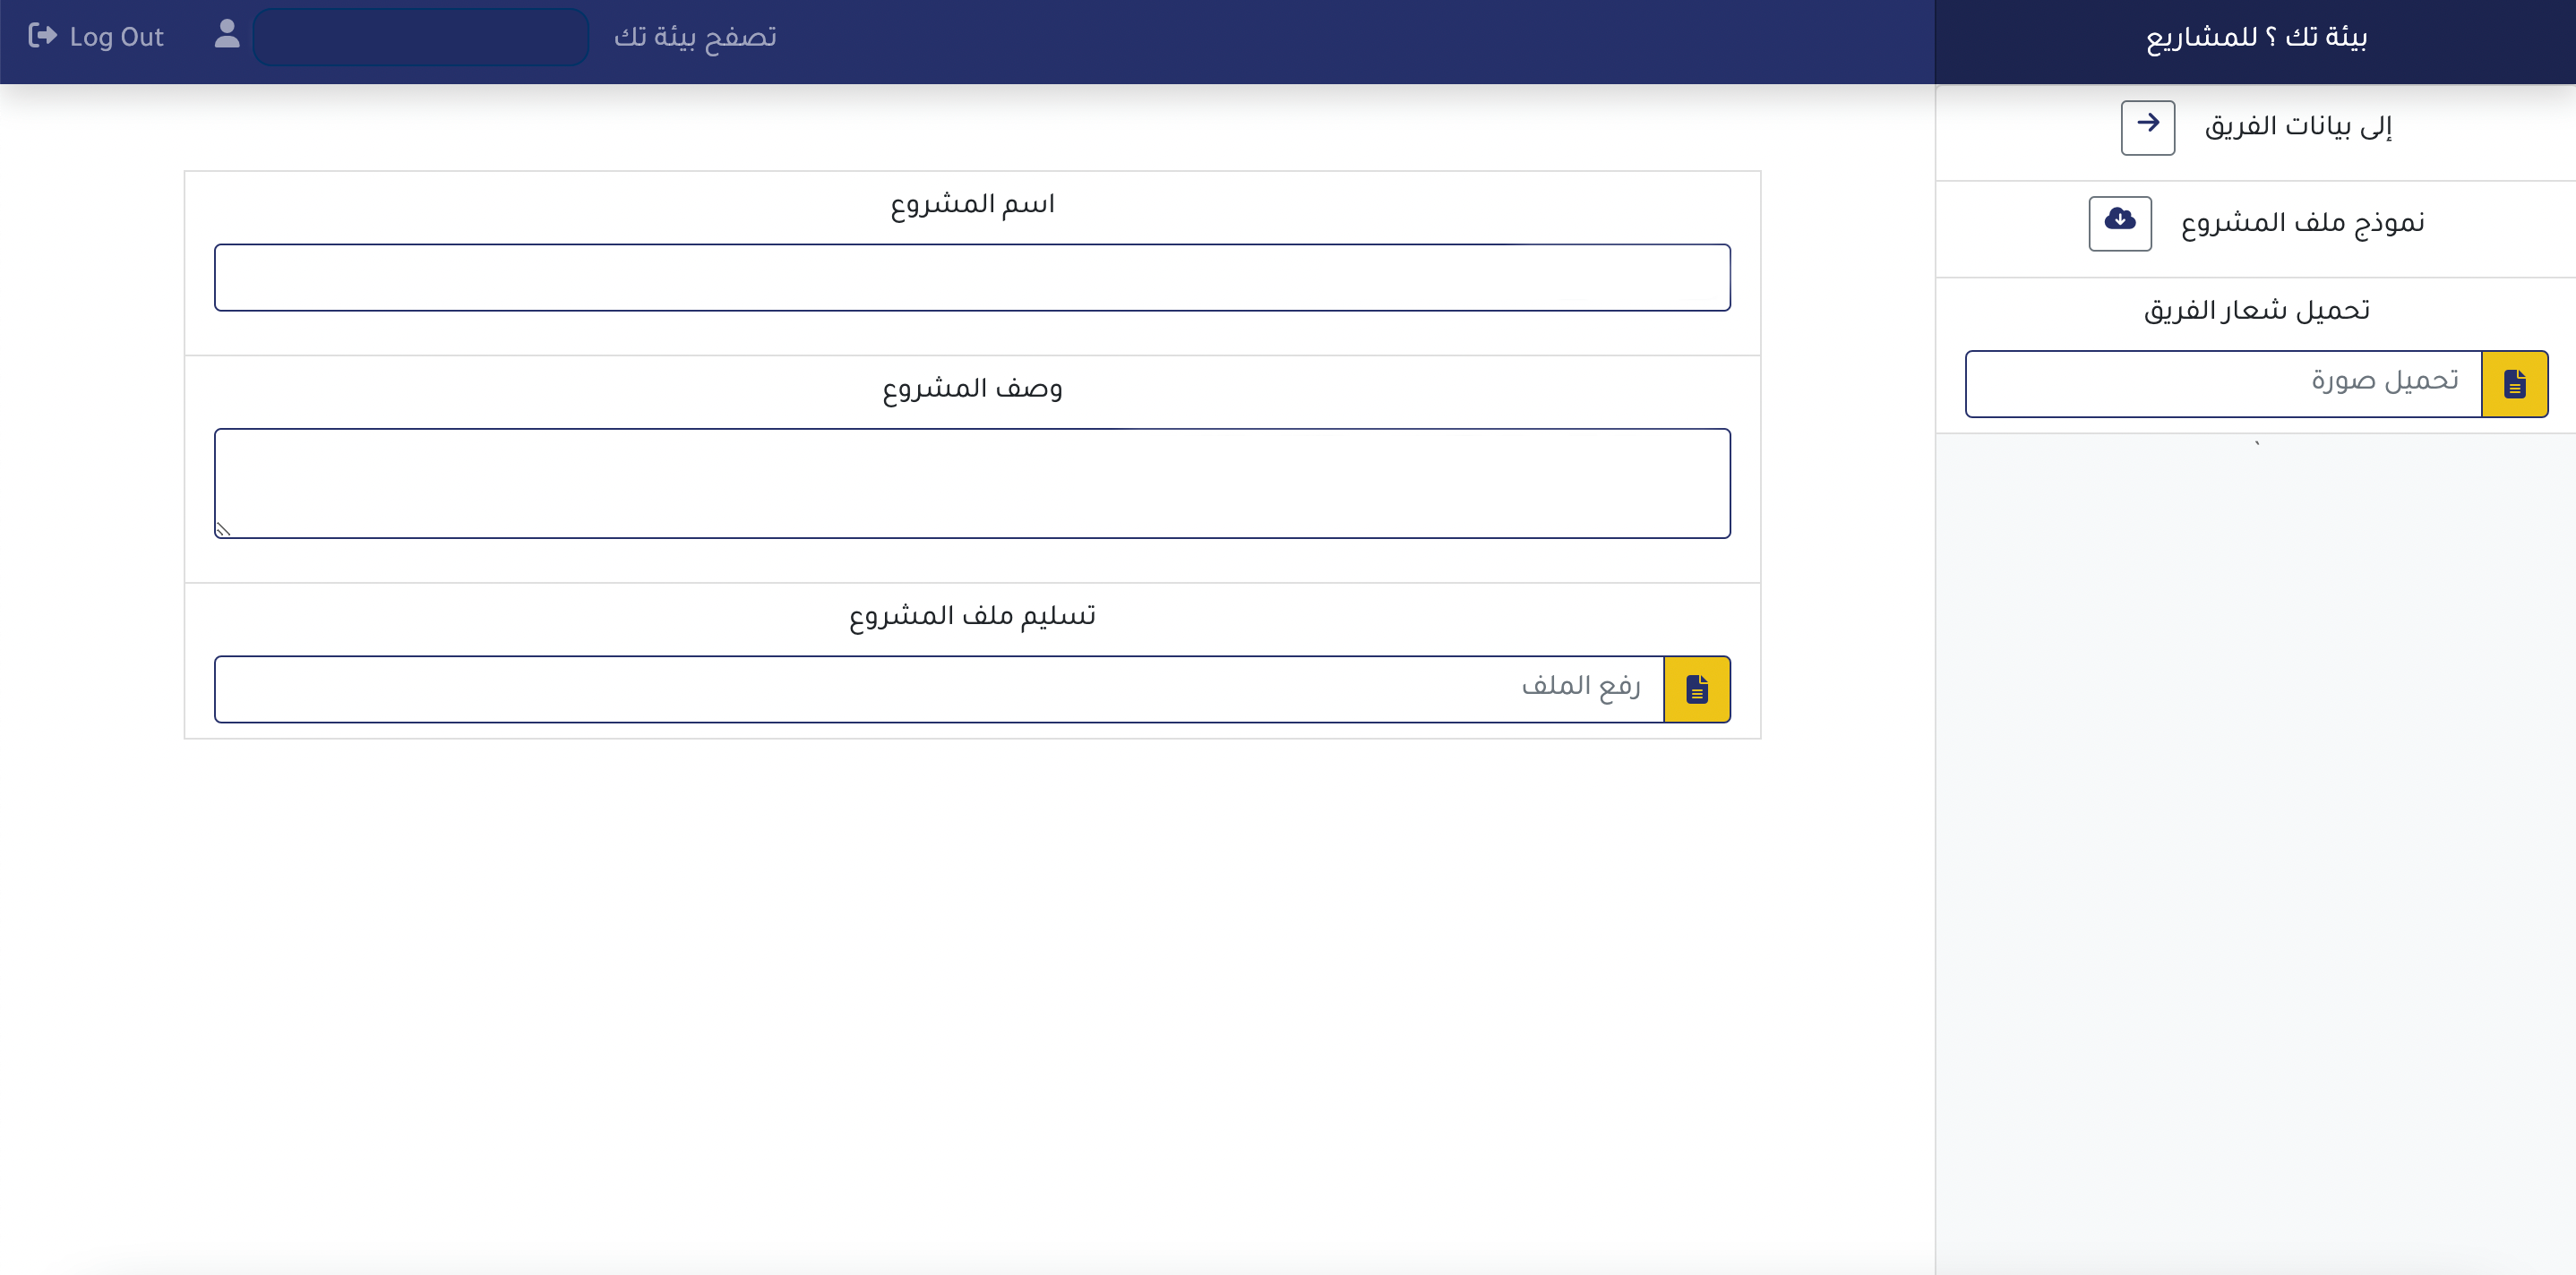 بيئة تك ؟ للمشاريع
تصفح بيئة تك
Log Out
إلى بيانات الفريق
نموذج ملف المشروع
تحميل شعار الفريق
تحميل صورة
`
اسم المشروع
وصف المشروع
تسليم ملف المشروع
رفع الملف